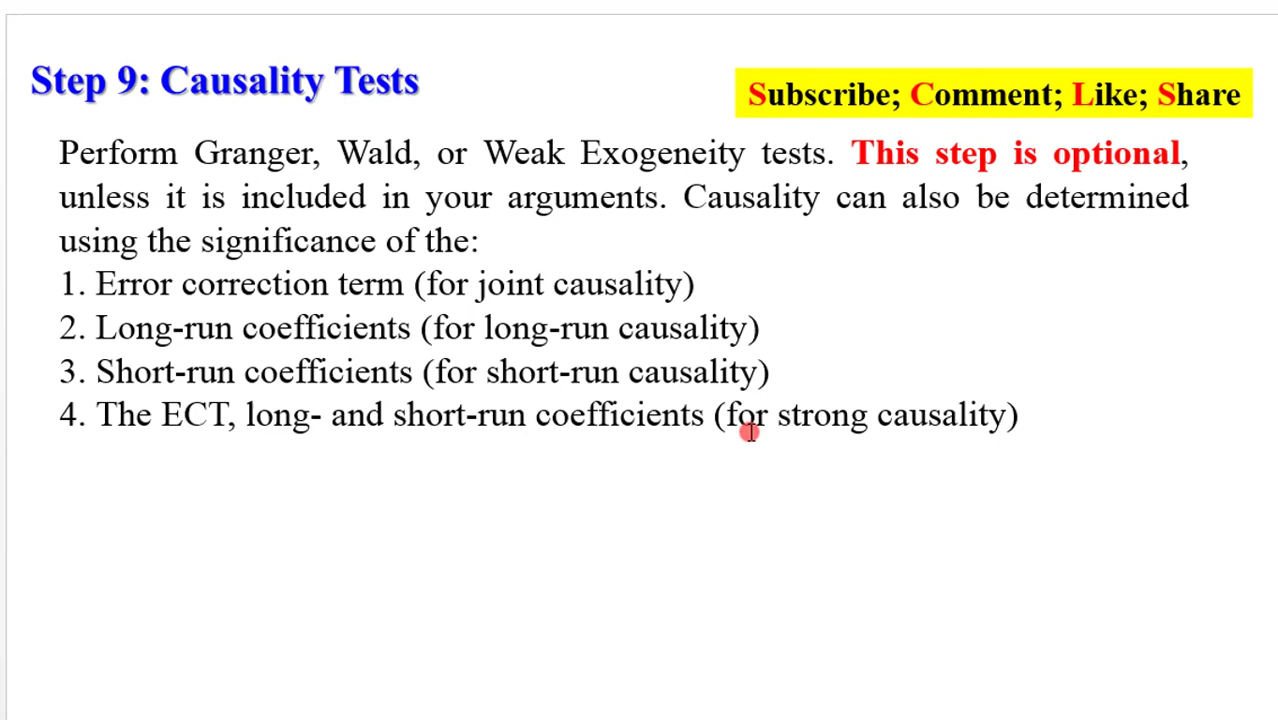 Step 9: Causality Tests
Subscribe; Comment; Like; Share
Perform Granger, Wald, or Weak Exogeneity tests. This step is optional,
unless it is included in your arguments. Causality can also be determined
using the significance of the:
1. Error correction term (for joint causality)
2. Long-run coefficients (for long-run causality)
3. Short-run coefficients (for short-run causality)
4. The ECT, long- and short-run coefficients (for strong causality)